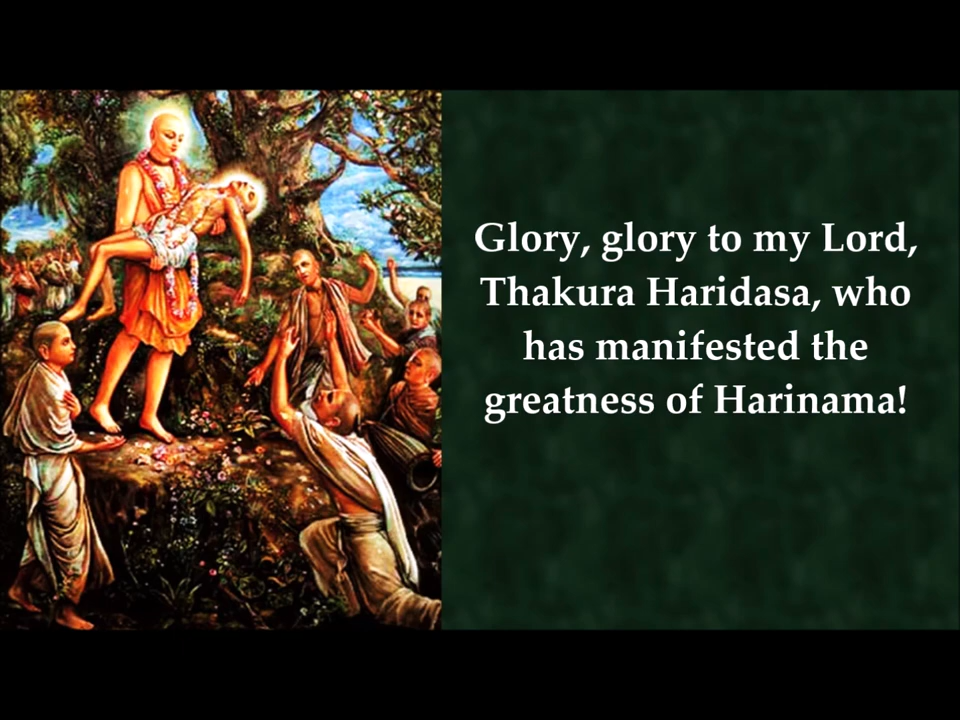 Glory, glory to my Lord,
Thakura Haridasa, who
has manifested the
greatness of Harinama!